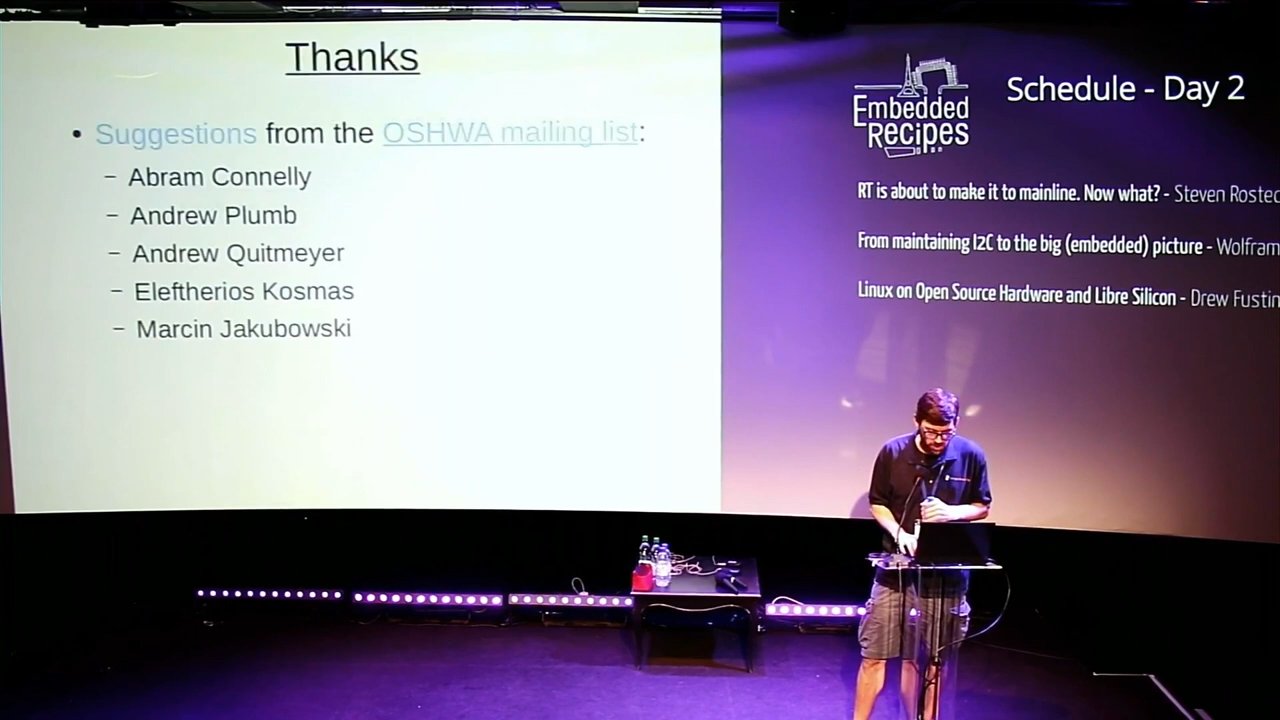 Thanks
• Suggestions from the OSHWA mailing list:
– Abram Connelly
– Andrew Plumb
– Andrew Quitmeyer
– Eleftherios Kosmas
– Marcin Jakubowski
Embedded
Recipes
Schedule - Day 2
RT is about to make it to mainline. Now what? - Steven Rosted
From maintaining I2C to the big (embedded) picture - Wolfram
Linux on Open Source Hardware and Libre Silicon - Drew Fustin